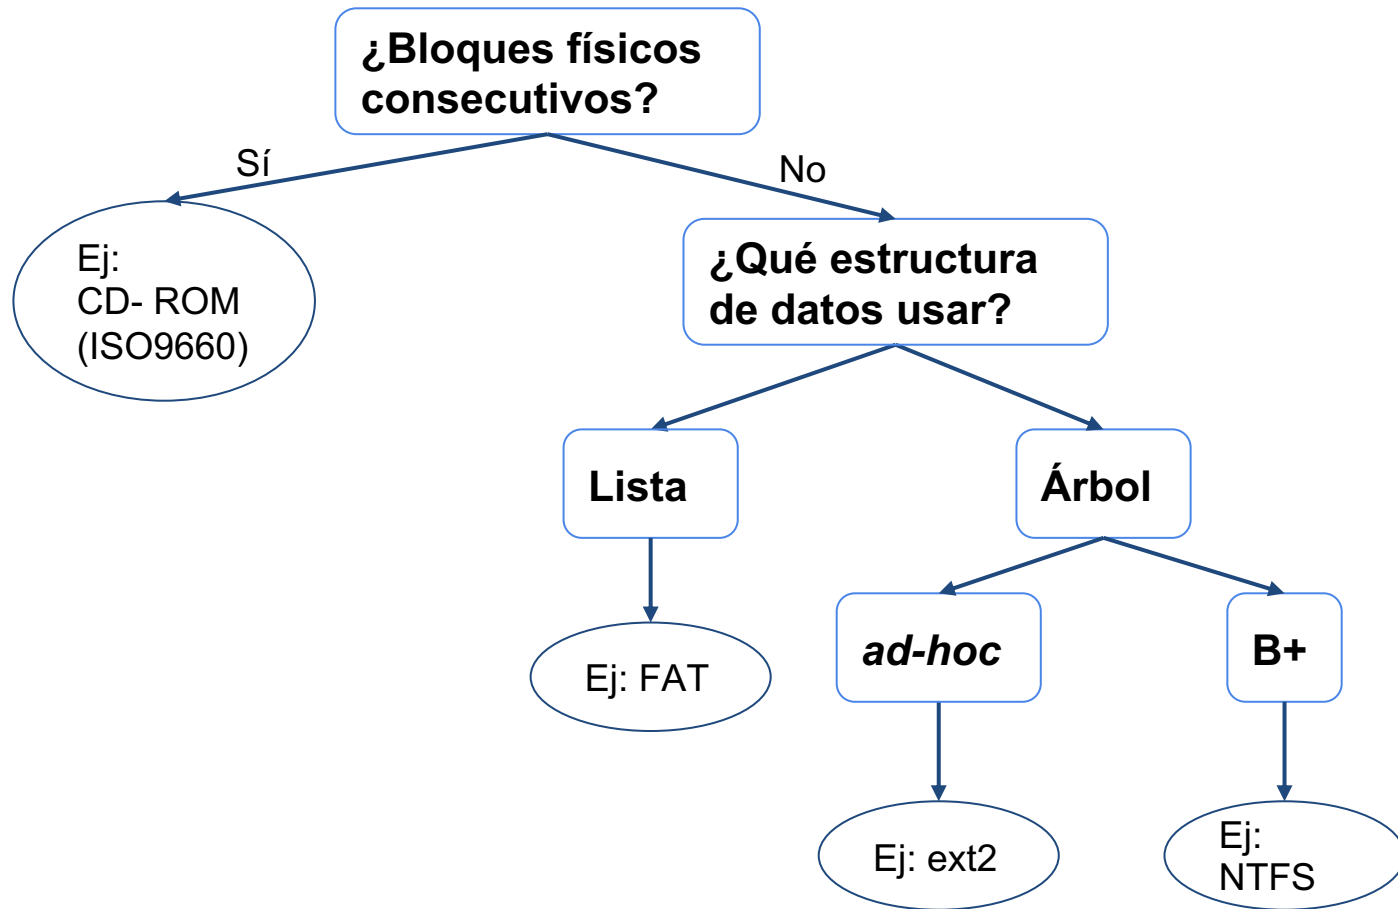 ¿Bloques físicos
consecutivos?
Sí
No
Ej:
CD- ROM
(ISO9660)
¿Qué estructura
de datos usar?
Lista
Árbol
ad-hoc
B+
Ej: FAT
Ej: ext2
Ej:
NTFS